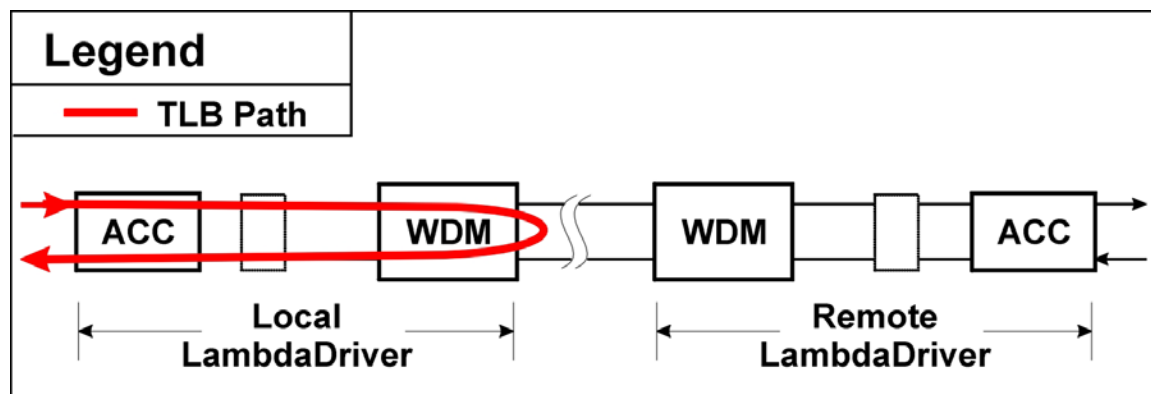 Legend
TLB Path
ACC
WDM
WDM
ACC
Local
LambdaDriver
Remote
LambdaDriver